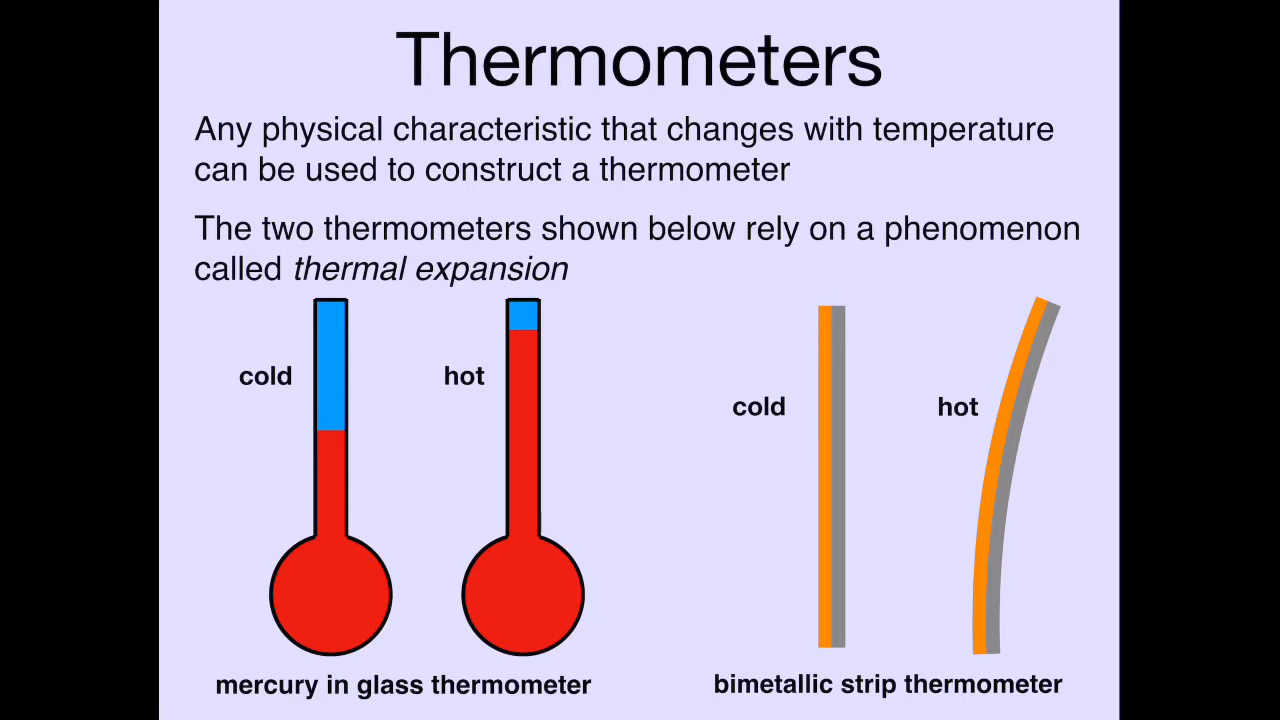 Thermometers
Any physical characteristic that changes with temperature
can be used to construct a thermometer
The two thermometers shown below rely on a phenomenon
called thermal expansion
cold
hot
cold
hot
mercury in glass thermometer
bimetallic strip thermometer